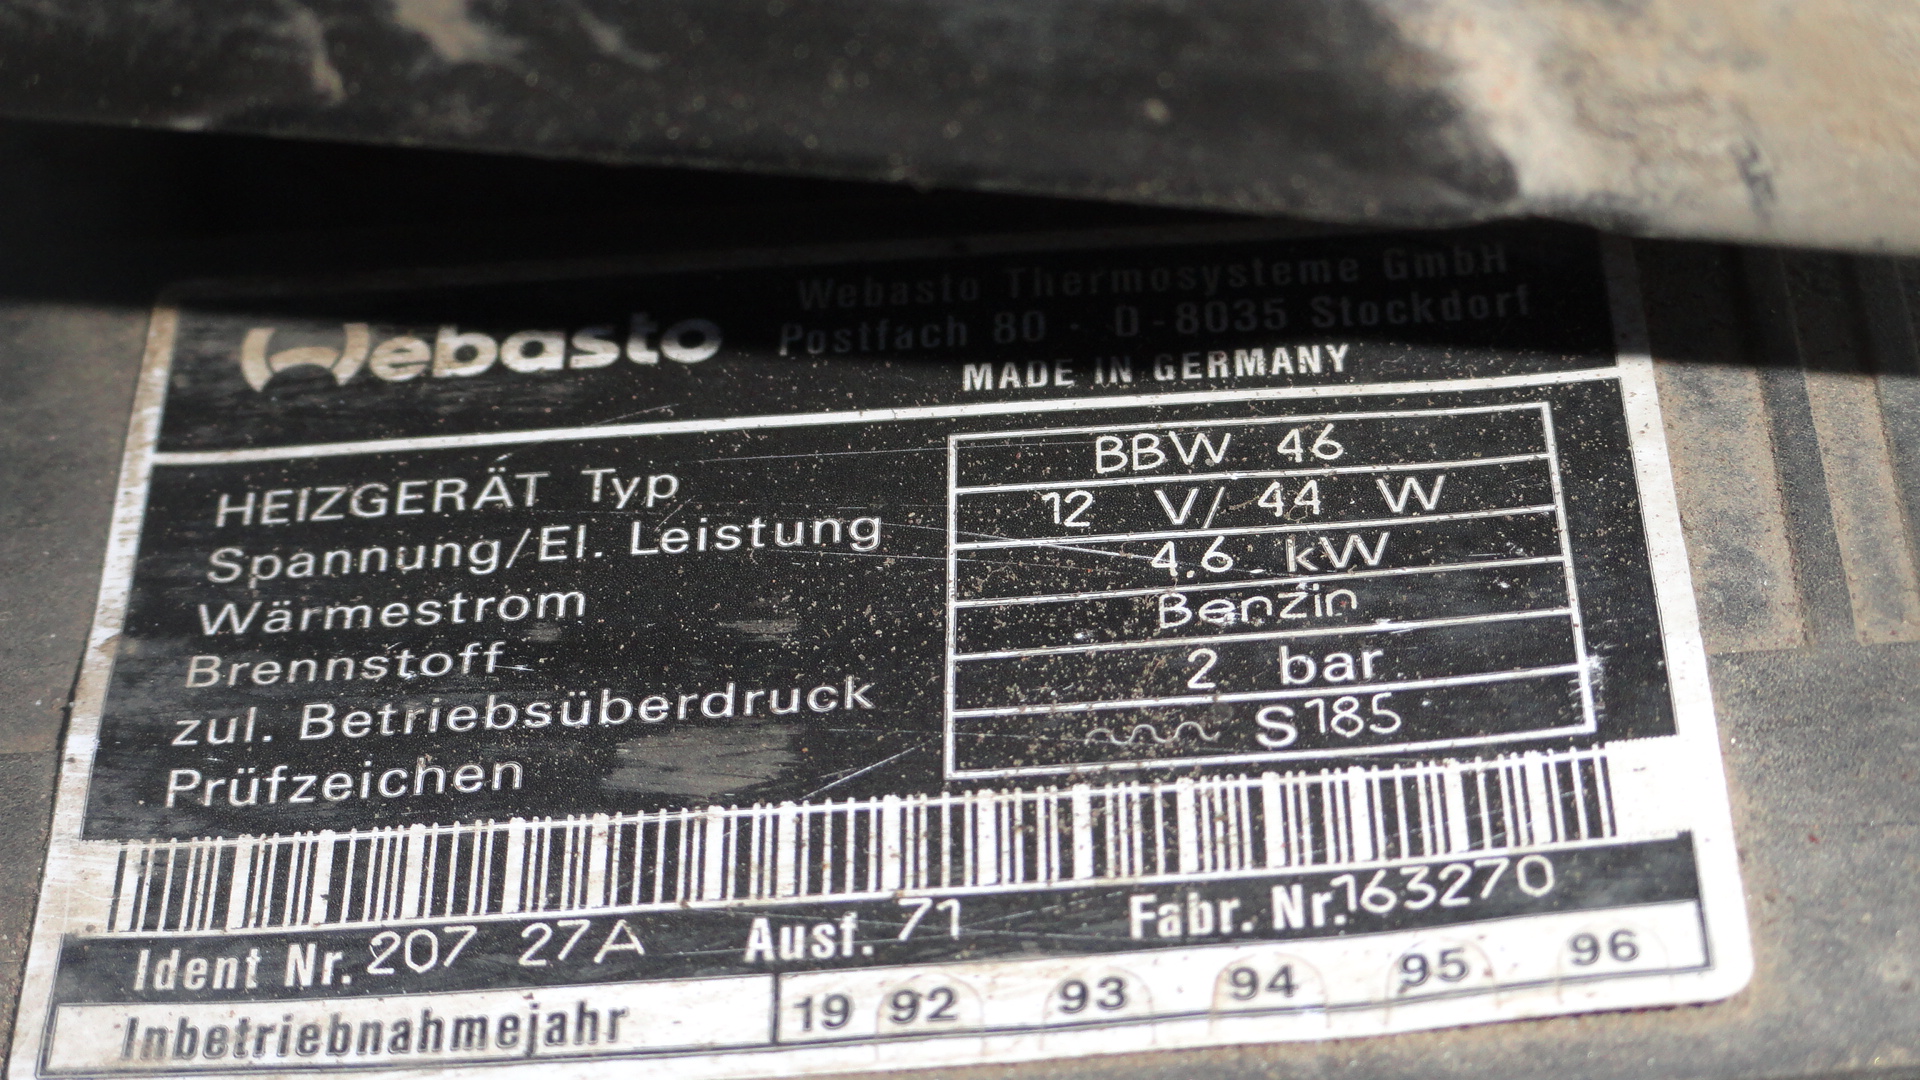 Webasto
Webasto Thermosysteme GmbH
Postfach 80 · D-8035 Stockdorf
MADE IN GERMANY
HEIZGERÄT Typ BBW 46
Spannung/El. Leistung 12 V/ 44 W
Wärmestrom 4.6 kW
Brennstoff Benzin
zul. Betriebsüberdruck 2 bar
Prüfzeichen S185
Ident Nr. 207 27A Ausf. 71 Fabr. Nr. 163270
Inbetriebnahmejahr 19 92 93 94 95 96